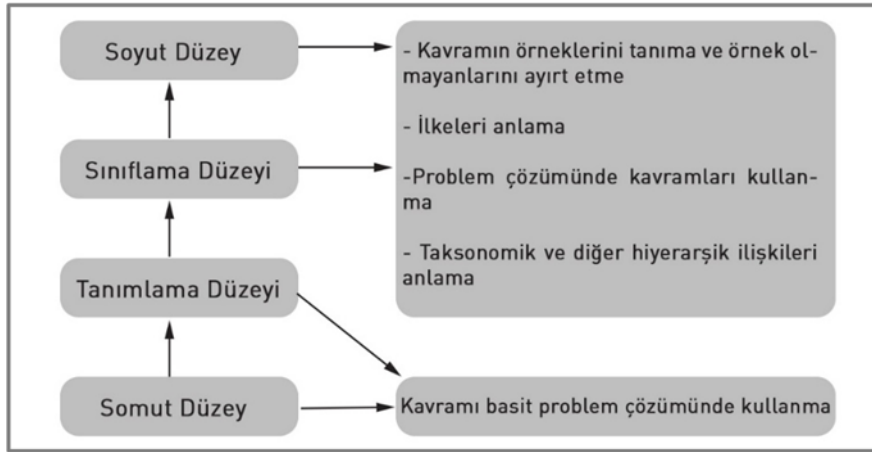 Soyut Düzey
- Kavramın örneklerini tanıma ve örnek ol-
mayanlarını ayırt etme
- İlkeleri anlama
Sınıflama Düzeyi
-Problem çözümünde kavramları kullan-
ma
- Taksonomik ve diğer hiyerarşik ilişkileri
anlama
Tanımlama Düzeyi
Somut Düzey
Kavramı basit problem çözümünde kullanma